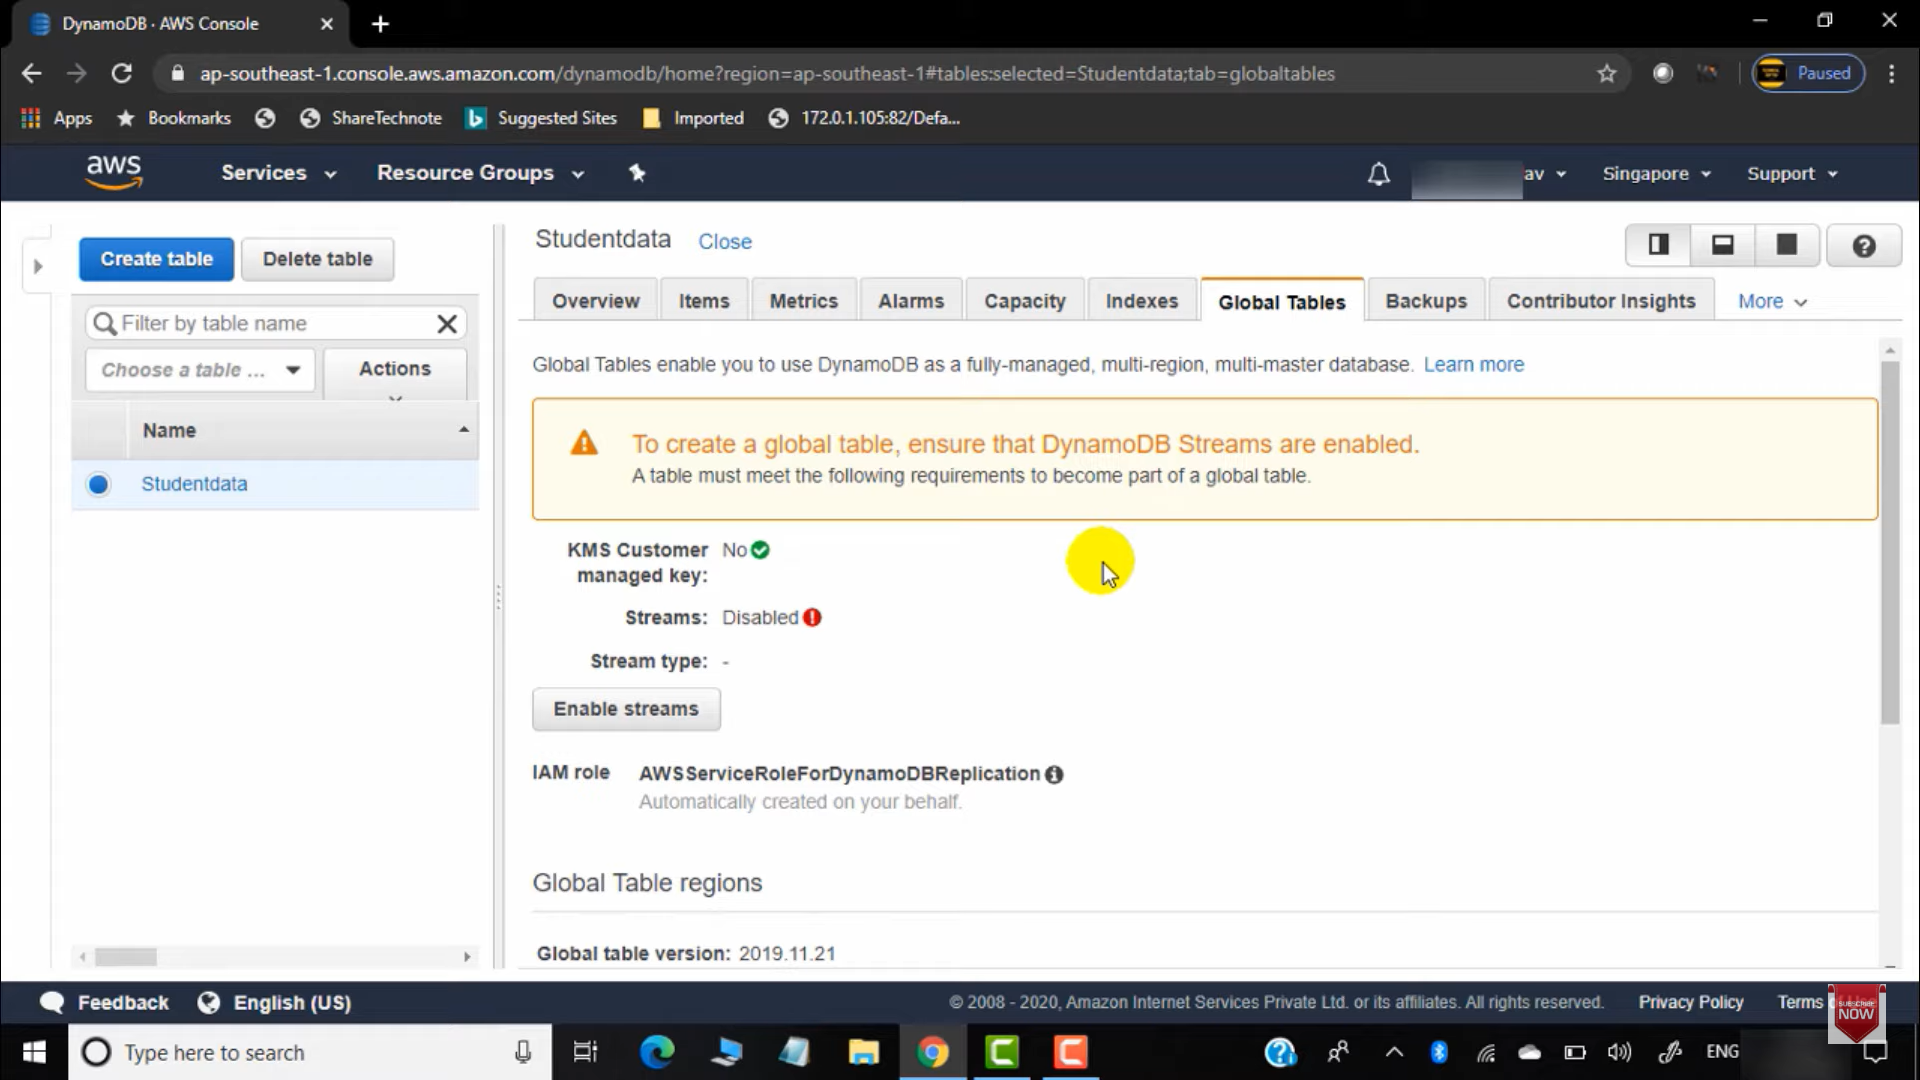 DynamoDB · AWS Console
ap-southeast-1.console.aws.amazon.com/dynamodb/home?region=ap-southeast-1#tables:selected=Studentdata;tab=globaltables
Paused
Apps
Bookmarks
ShareTechnote
Suggested Sites
Imported
172.0.1.105:82/Defa...
aws
Services
Resource Groups
av
Singapore
Support
Create table
Delete table
Filter by table name
Choose a table ...
Actions
Name
Studentdata
Studentdata
Close
Overview
Items
Metrics
Alarms
Capacity
Indexes
Global Tables
Backups
Contributor Insights
More
Global Tables enable you to use DynamoDB as a fully-managed, multi-region, multi-master database. Learn more
To create a global table, ensure that DynamoDB Streams are enabled.
A table must meet the following requirements to become part of a global table.
KMS Customer
managed key:
No
Streams: Disabled
Stream type: -
Enable streams
IAM role AWSServiceRoleForDynamoDBReplication
Automatically created on your behalf.
Global Table regions
Global table version: 2019.11.21
Feedback
English (US)
© 2008 - 2020, Amazon Internet Services Private Ltd. or its affiliates. All rights reserved.
Privacy Policy
Terms
SUBSCRIBE
NOW
Type here to search
ENG